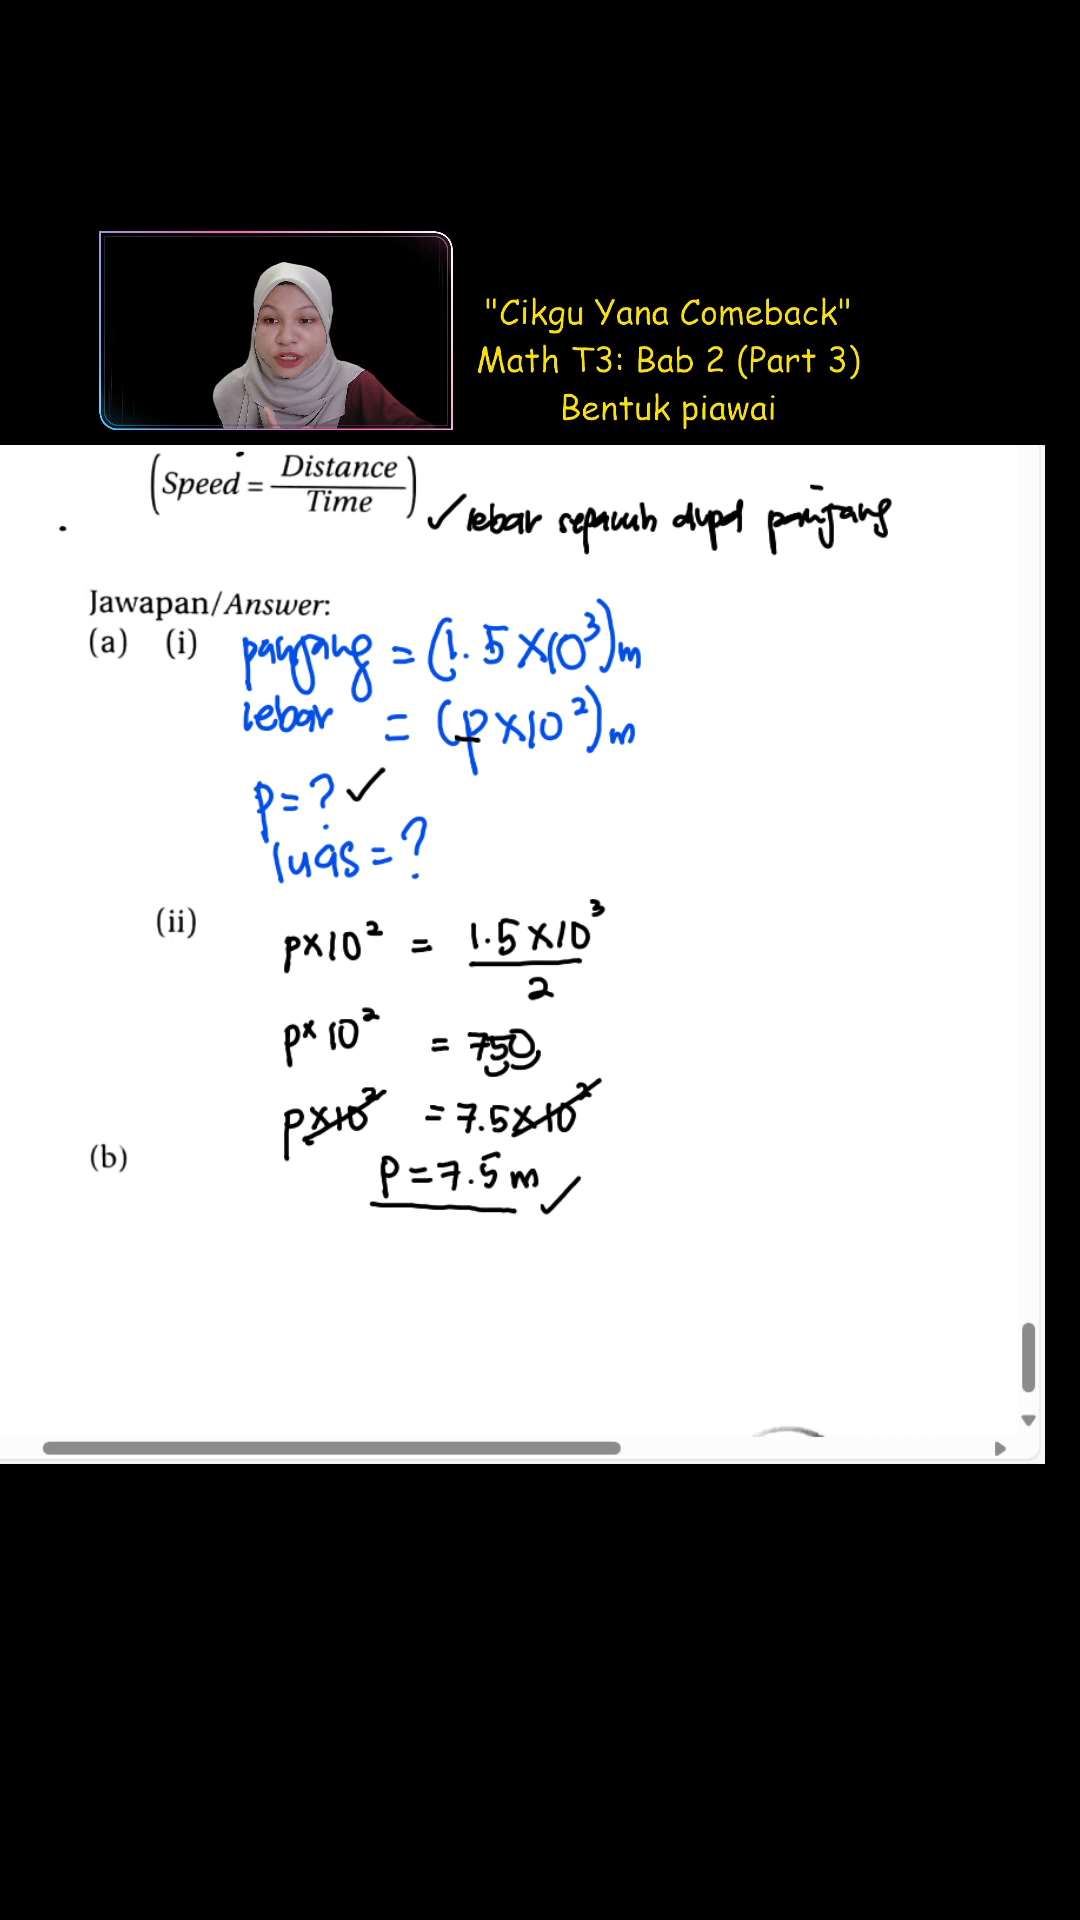 "Cikgu Yana Comeback"
Math T3: Bab 2 (Part 3)
Bentuk piawai
(Speed = Distance / Time)
✓ lebar separuh dvpd panjang
Jawapan/Answer:
(a) (i) panjang = (1.5 × 10³) m
lebar = (p × 10²) m
p = ? ✓
luas = ?
(ii) p × 10² = 1.5 × 10³ / 2
p × 10² = 750
p × 10² = 7.5 × 10²
(b)
p = 7.5 m ✓